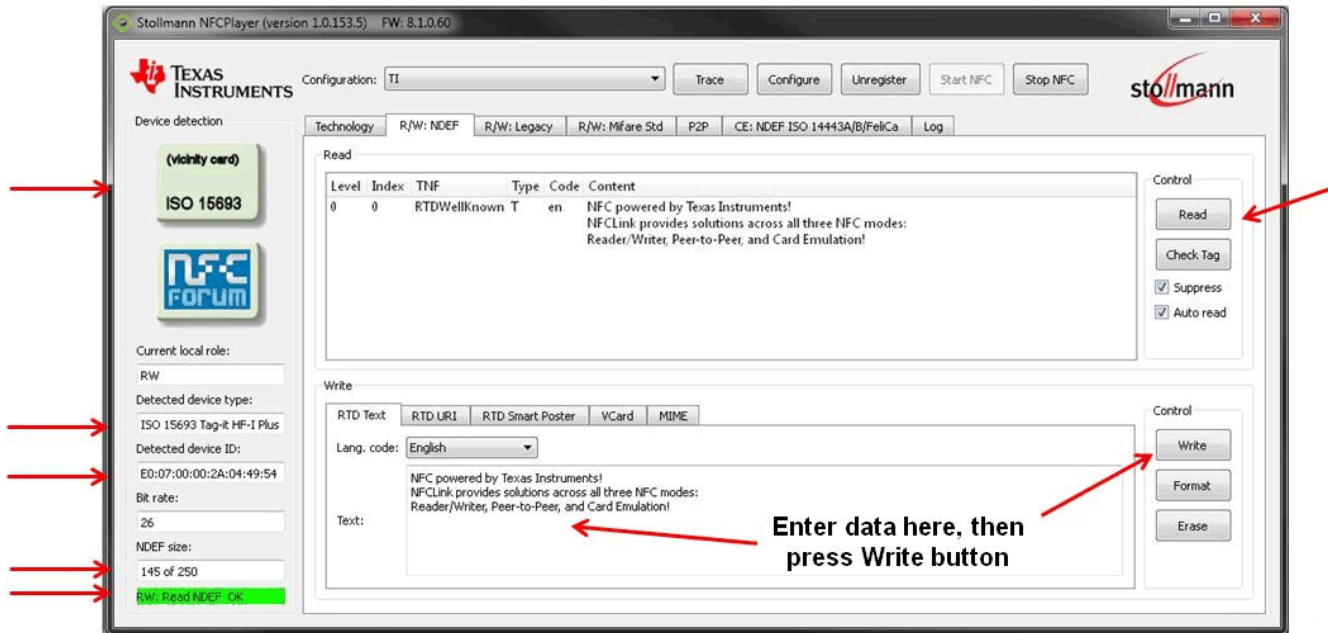 Stollmann NFCPlayer (version 1.0.153.5) FW: 8.1.0.60
TEXAS INSTRUMENTS
Configuration: TI
Trace
Configure
Unregister
Start NFC
Stop NFC
stollmann
Device detection
(vicinity card)
ISO 15693
NFC
FORUM
Current local role:
RW
Detected device type:
ISO 15693 Tag-it HF-I Plus
Detected device ID:
E0:07:00:00:2A:04:49:54
Bit rate:
26
NDEF size:
145 of 250
RW: Read NDEF OK
Technology R/W: NDEF R/W: Legacy R/W: Mifare Std P2P CE: NDEF ISO 14443A/B/FeliCa Log
Read
Level Index TNF Type Code Content
0 0 RTDWellKnown T en NFC powered by Texas Instruments!
NFCLink provides solutions across all three NFC modes:
Reader/Writer, Peer-to-Peer, and Card Emulation!
Control
Read
Check Tag
Suppress
Auto read
Write
RTD Text RTD URI RTD Smart Poster VCard MIME
Lang. code: English
Text:
NFC powered by Texas Instruments!
NFCLink provides solutions across all three NFC modes:
Reader/Writer, Peer-to-Peer, and Card Emulation!
Enter data here, then
press Write button
Control
Write
Format
Erase